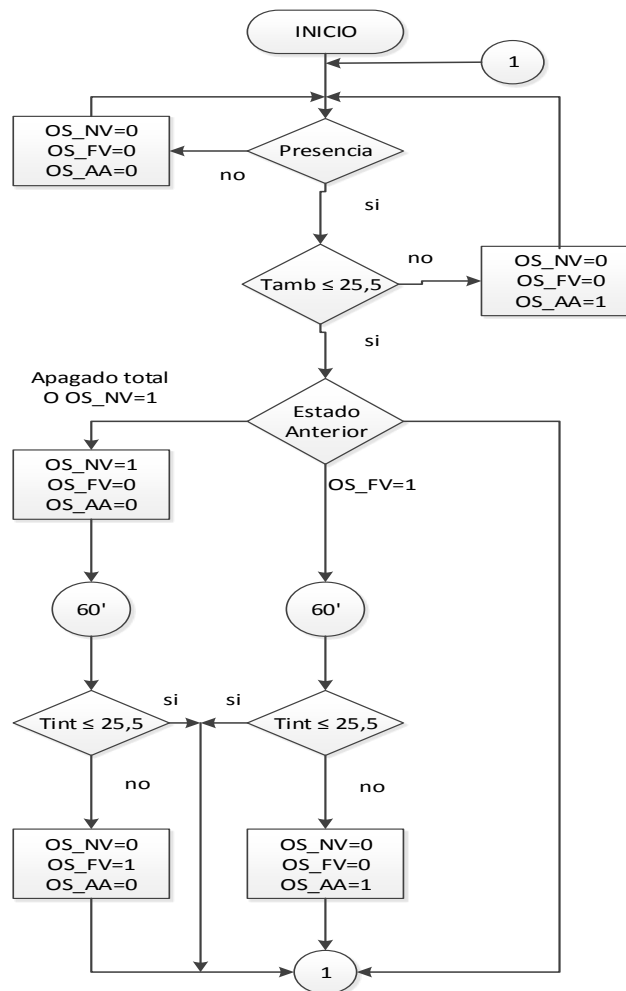 INICIO
1
OS_NV=0
OS_FV=0
OS_AA=0
Presencia
no
si
no
OS_NV=0
OS_FV=0
OS_AA=1
Tamb ≤ 25,5
si
Apagado total
O OS_NV=1
Estado
Anterior
OS_NV=1
OS_FV=0
OS_AA=0
OS_FV=1
60'
60'
si
si
Tint ≤ 25,5
Tint ≤ 25,5
no
no
OS_NV=0
OS_FV=1
OS_AA=0
OS_NV=0
OS_FV=0
OS_AA=1
1